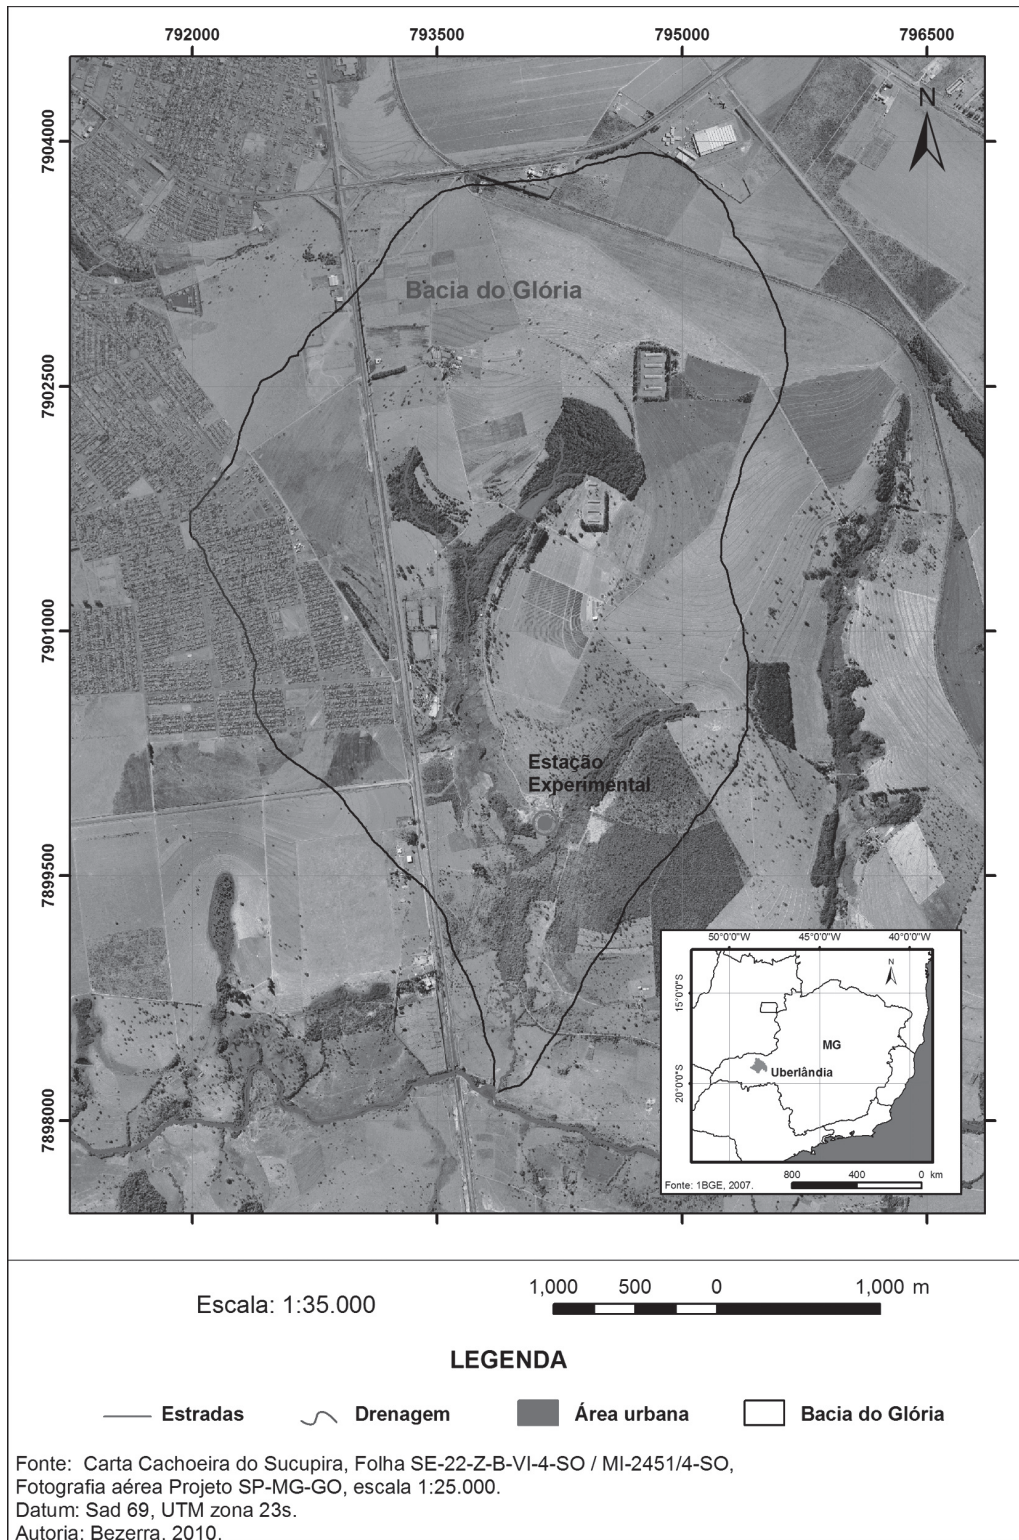 792000 793500 795000 796500
7904000
7902500
7901000
7899500
7898000
N
Bacia do Glória
Estação
Experimental
50°0'0"W 45°0'0"W 40°0'0"W
15°0'0"S
20°0'0"S
N
MG
Uberlândia
Fonte: 1BGE, 2007.
800 400 0 km
Escala: 1:35.000
1,000 500 0 1,000 m
LEGENDA
Estradas Drenagem Área urbana Bacia do Glória
Fonte: Carta Cachoeira do Sucupira, Folha SE-22-Z-B-VI-4-SO / MI-2451/4-SO,
Fotografia aérea Projeto SP-MG-GO, escala 1:25.000.
Datum: Sad 69, UTM zona 23s.
Autoria: Bezerra, 2010.